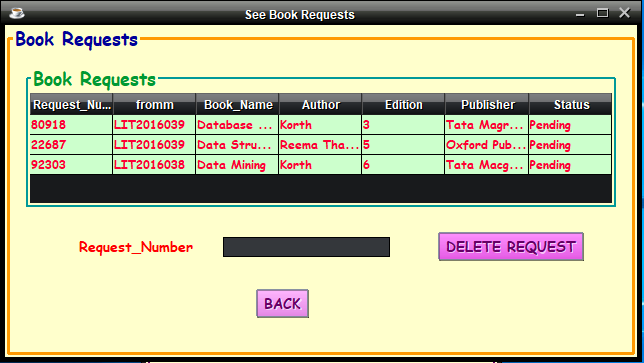 See Book Requests
Book Requests
Book Requests
Request_Nu... fromm Book_Name Author Edition Publisher Status
80918 LIT2016039 Database ... Korth 3 Tata Magr... Pending
22687 LIT2016039 Data Stru... Reema Tha... 5 Oxford Pub... Pending
92303 LIT2016038 Data Mining Korth 6 Tata Macg... Pending
Request_Number DELETE REQUEST
BACK